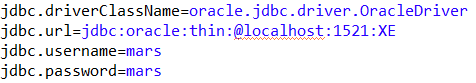 jdbc.driverClassName=oracle.jdbc.driver.OracleDriver
jdbc.url=jdbc:oracle:thin:@localhost:1521:XE
jdbc.username=mars
jdbc.password=mars